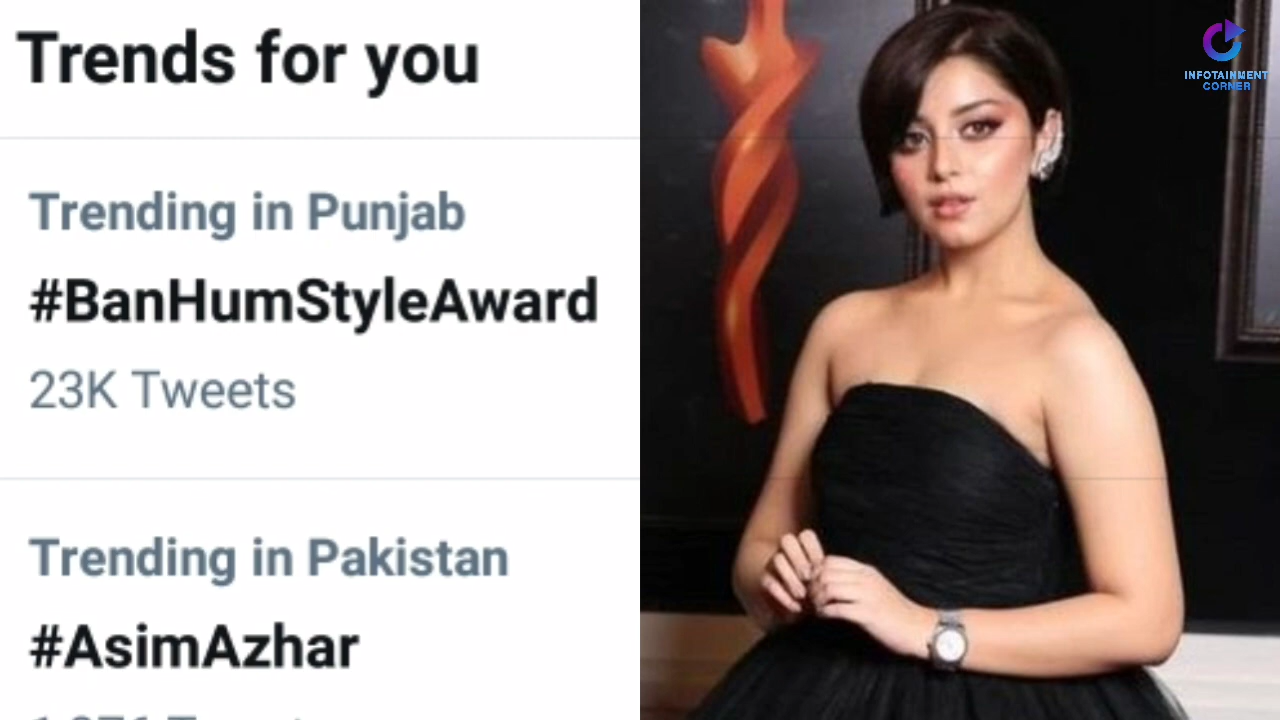 Trends for you
Trending in Punjab
#BanHumStyleAward
23K Tweets
Trending in Pakistan
#AsimAzhar
INFOTAINMENT
CORNER